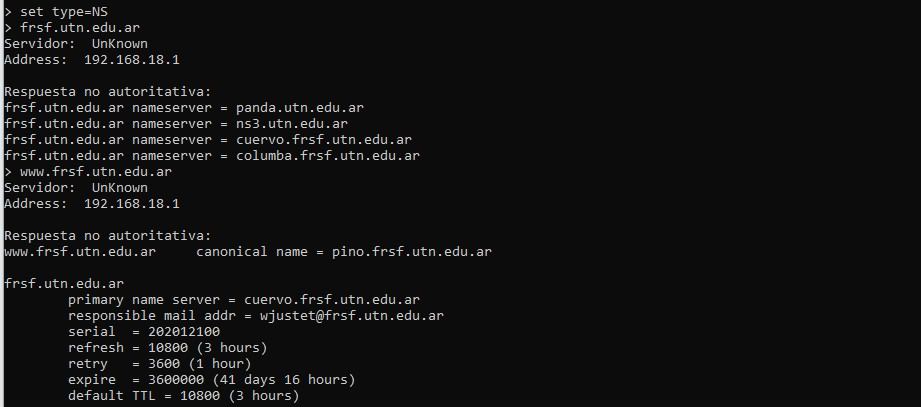 > set type=NS
> frsf.utn.edu.ar
Servidor:  UnKnown
Address:  192.168.18.1

Respuesta no autoritativa:
frsf.utn.edu.ar nameserver = panda.utn.edu.ar
frsf.utn.edu.ar nameserver = ns3.utn.edu.ar
frsf.utn.edu.ar nameserver = cuervo.frsf.utn.edu.ar
frsf.utn.edu.ar nameserver = columba.frsf.utn.edu.ar
> www.frsf.utn.edu.ar
Servidor:  UnKnown
Address:  192.168.18.1

Respuesta no autoritativa:
www.frsf.utn.edu.ar     canonical name = pino.frsf.utn.edu.ar

frsf.utn.edu.ar
        primary name server = cuervo.frsf.utn.edu.ar
        responsible mail addr = wjustet@frsf.utn.edu.ar
        serial  = 202012100
        refresh = 10800 (3 hours)
        retry   = 3600 (1 hour)
        expire  = 3600000 (41 days 16 hours)
        default TTL = 10800 (3 hours)